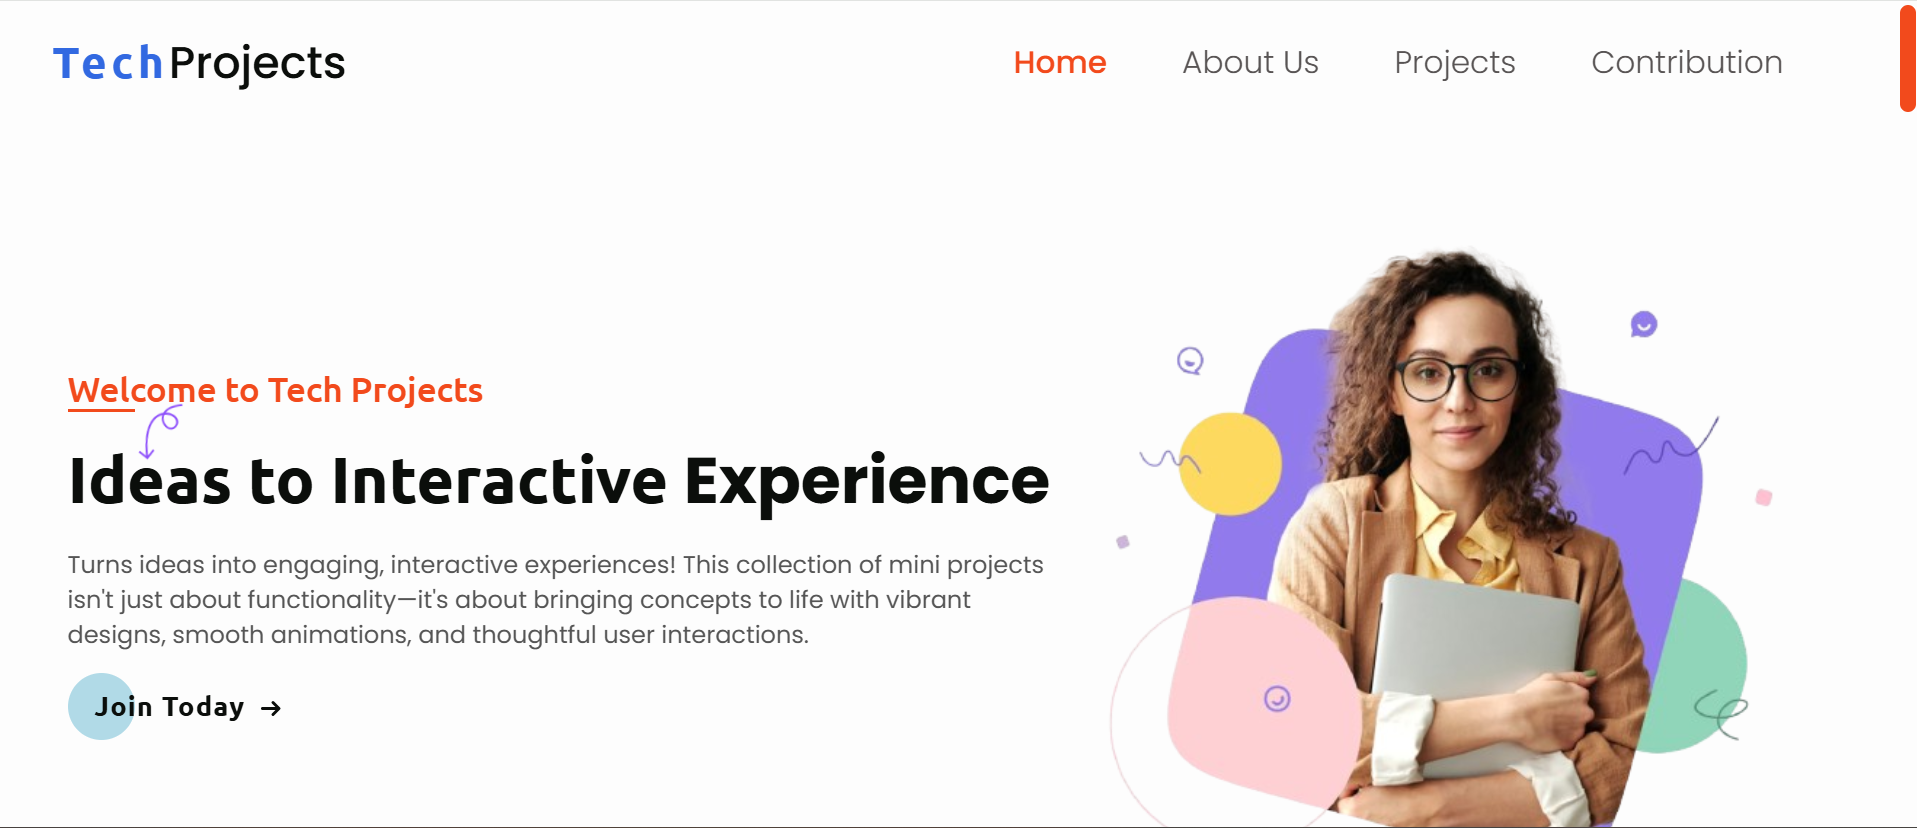 TechProjects
Home About Us Projects Contribution
Welcome to Tech Projects
Ideas to Interactive Experience
Turns ideas into engaging, interactive experiences! This collection of mini projects
isn't just about functionality—it's about bringing concepts to life with vibrant
designs, smooth animations, and thoughtful user interactions.
Join Today →